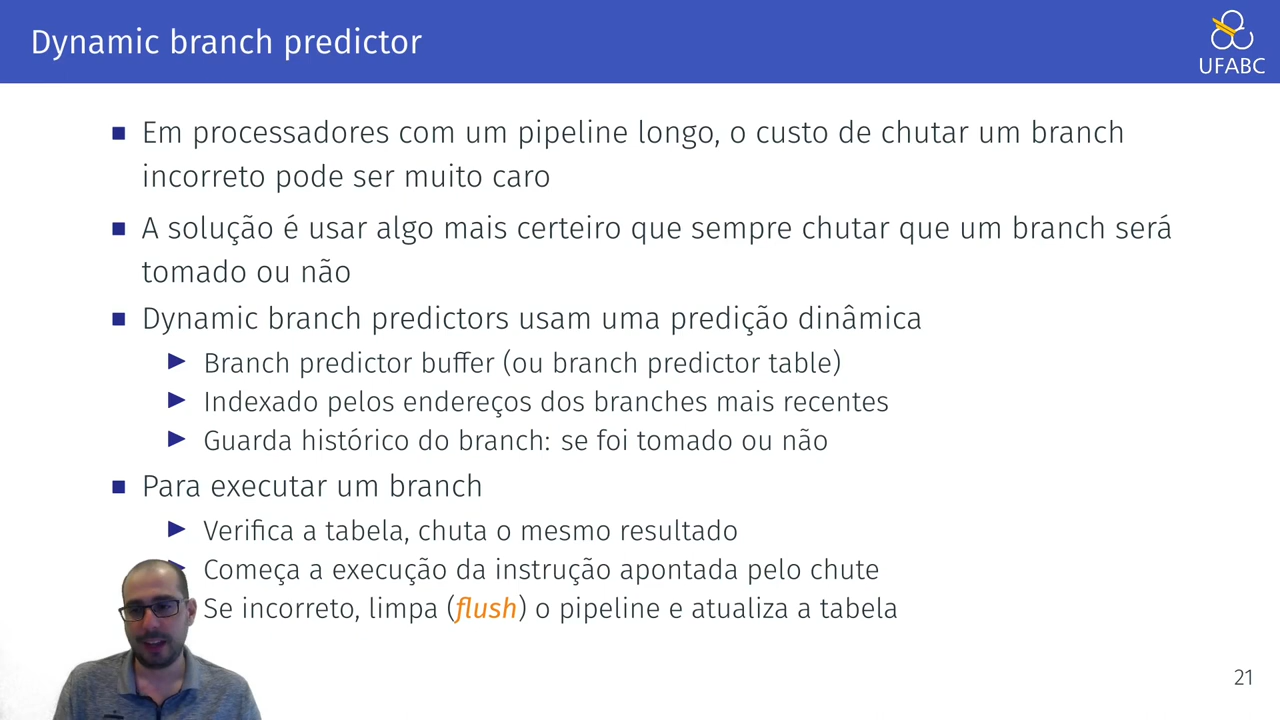 Dynamic branch predictor
UFABC
Em processadores com um pipeline longo, o custo de chutar um branch
incorreto pode ser muito caro
A solução é usar algo mais certeiro que sempre chutar que um branch será
tomado ou não
Dynamic branch predictors usam uma predição dinâmica
Branch predictor buffer (ou branch predictor table)
Indexado pelos endereços dos branches mais recentes
Guarda histórico do branch: se foi tomado ou não
Para executar um branch
Verifica a tabela, chuta o mesmo resultado
Começa a execução da instrução apontada pelo chute
Se incorreto, limpa (flush) o pipeline e atualiza a tabela
21